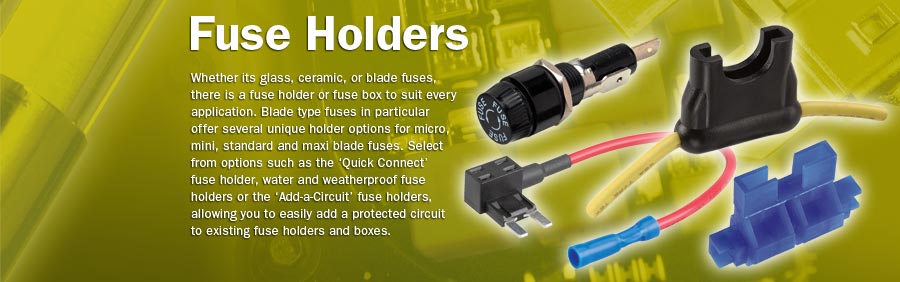 Fuse Holders
Whether its glass, ceramic, or blade fuses,
there is a fuse holder or fuse box to suit every
application. Blade type fuses in particular
offer several unique holder options for micro,
mini, standard and maxi blade fuses. Select
from options such as the ‘Quick Connect’
fuse holder, water and weatherproof fuse
holders or the ‘Add-a-Circuit’ fuse holders,
allowing you to easily add a protected circuit
to existing fuse holders and boxes.
FUSE
FUSE
FUSE